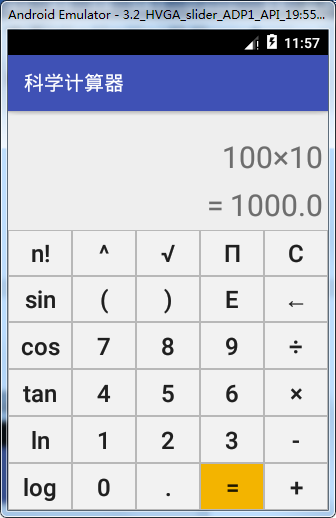 Android Emulator - 3.2_HVGA_slider_ADP1_API_19:55...
11:57
科学计算器
100×10
= 1000.0
n! ^ √ Π C
sin ( ) E ←
cos 7 8 9 ÷
tan 4 5 6 ×
ln 1 2 3 -
log 0 . = +